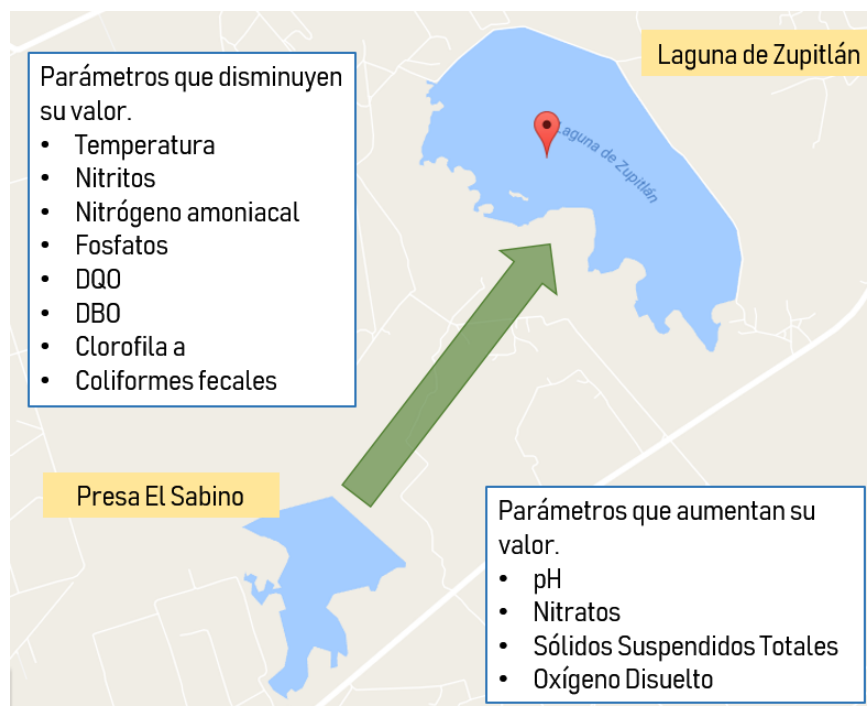 Laguna de Zupitlán
Parámetros que disminuyen
su valor.
• Temperatura
• Nitritos
• Nitrógeno amoniacal
• Fosfatos
• DQO
• DBO
• Clorofila a
• Coliformes fecales
Laguna de Zupitlán
Presa El Sabino
Parámetros que aumentan su
valor.
• pH
• Nitratos
• Sólidos Suspendidos Totales
• Oxígeno Disuelto